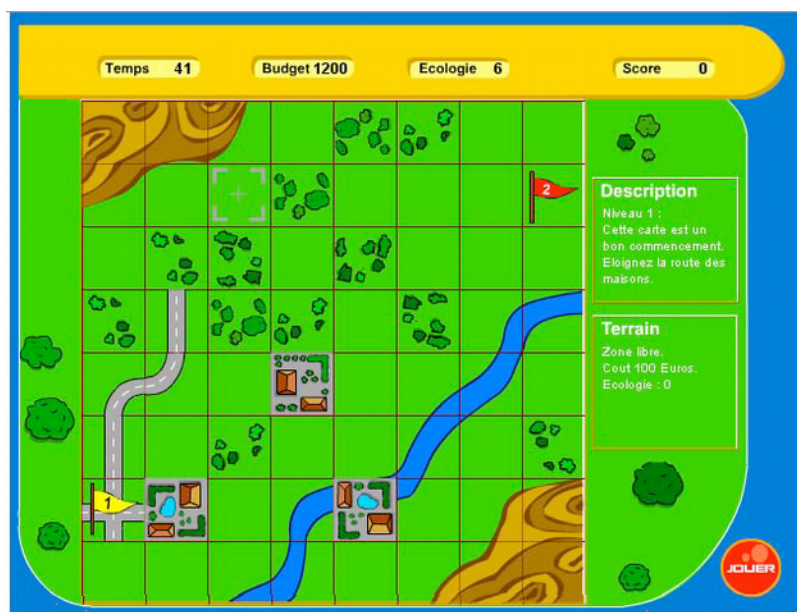 Temps 41 Budget 1200 Ecologie 6 Score 0
2
Description
Niveau 1 :
Cette carte est un
bon commencement.
Eloignez la route des
maisons.
Terrain
Zone libre.
Cout 100 Euros.
Ecologie : 0
1
JOUER